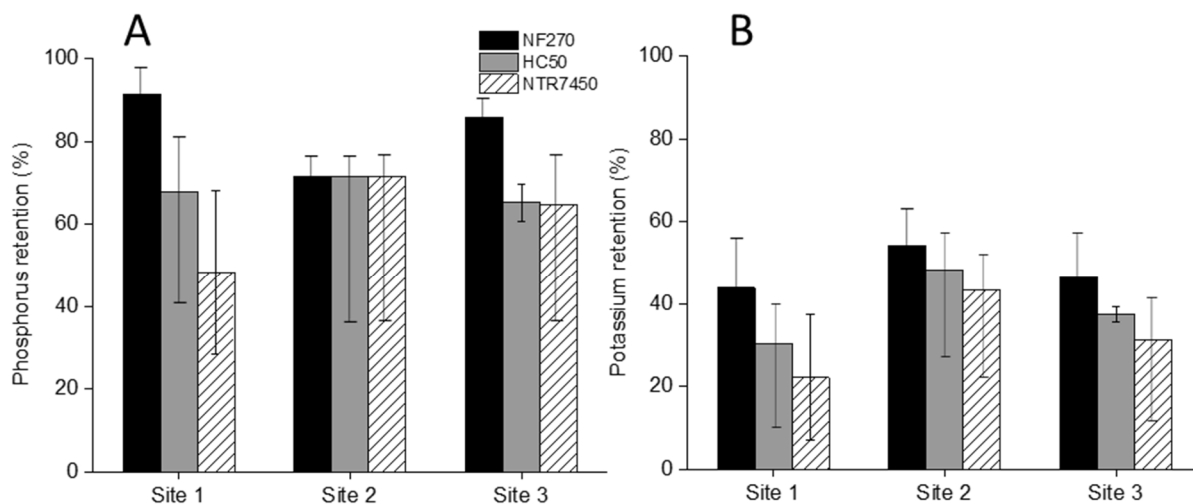 A
NF270
HC50
NTR7450
Phosphorus retention (%)
100
80
60
40
20
0
Site 1
Site 2
Site 3
B
Potassium retention (%)
100
80
60
40
20
0
Site 1
Site 2
Site 3